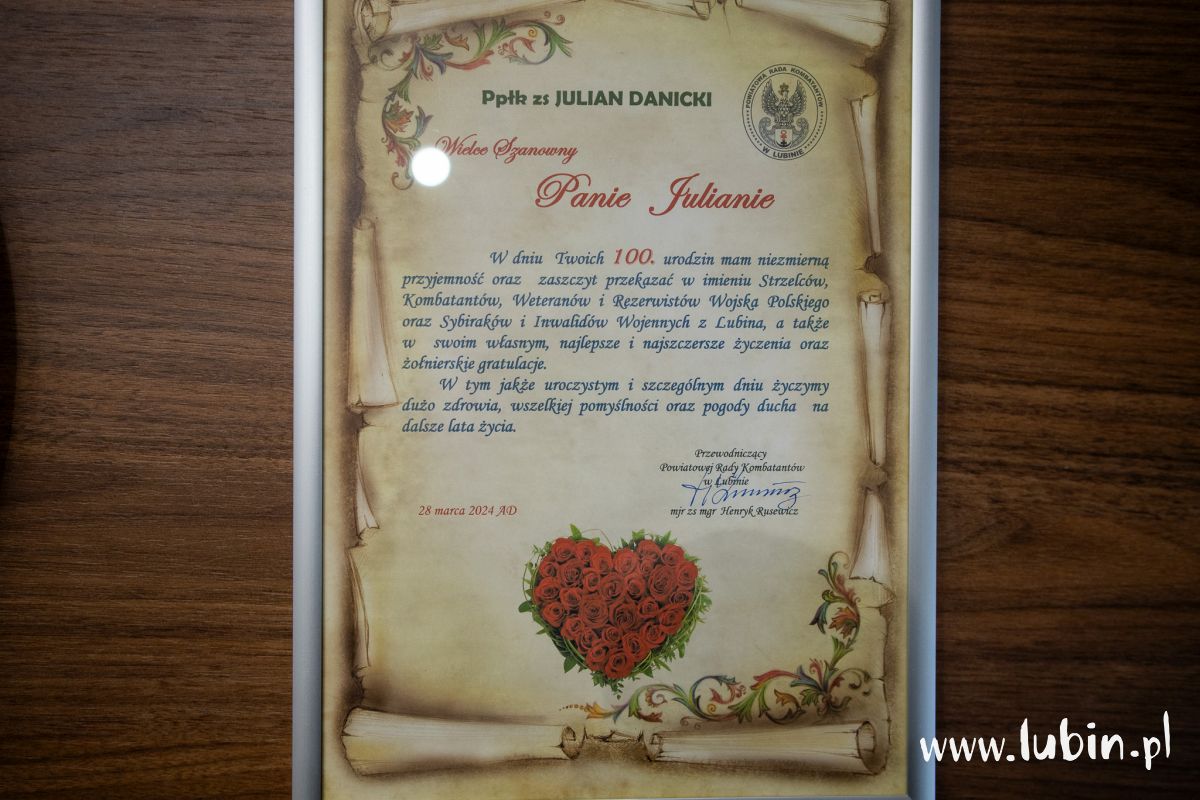 Ppłk zs JULIAN DANICKI
POWIATOWA RADA KOMBATANTÓW
W LUBINIE
Wielce Szanowny
Panie Julianie
W dniu Twoich 100. urodzin mam niezmierną
przyjemność oraz zaszczyt przekazać w imieniu Strzelców,
Kombatantów, Weteranów i Rezerwistów Wojska Polskiego
oraz Sybiraków i Inwalidów Wojennych z Lubina, a także
w swoim własnym, najlepsze i najszczersze życzenia oraz
żołnierskie gratulacje.
W tym jakże uroczystym i szczególnym dniu życzymy
dużo zdrowia, wszelkiej pomyślności oraz pogody ducha na
dalsze lata życia.
Przewodniczący
Powiatowej Rady Kombatantów
w Lubinie
mjr zs mgr Henryk Rusewicz
28 marca 2024 AD
www.lubin.pl